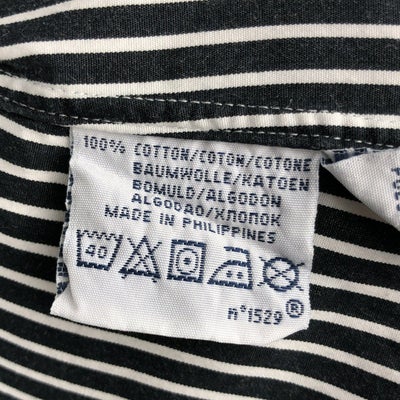 100% COTTON/COTON/COTONE
BAUMWOLLE/KATOEN
BOMULD/ALGODON
ALGODAO/ХЛОПОК
MADE IN PHILIPPINES
40
n°1529®